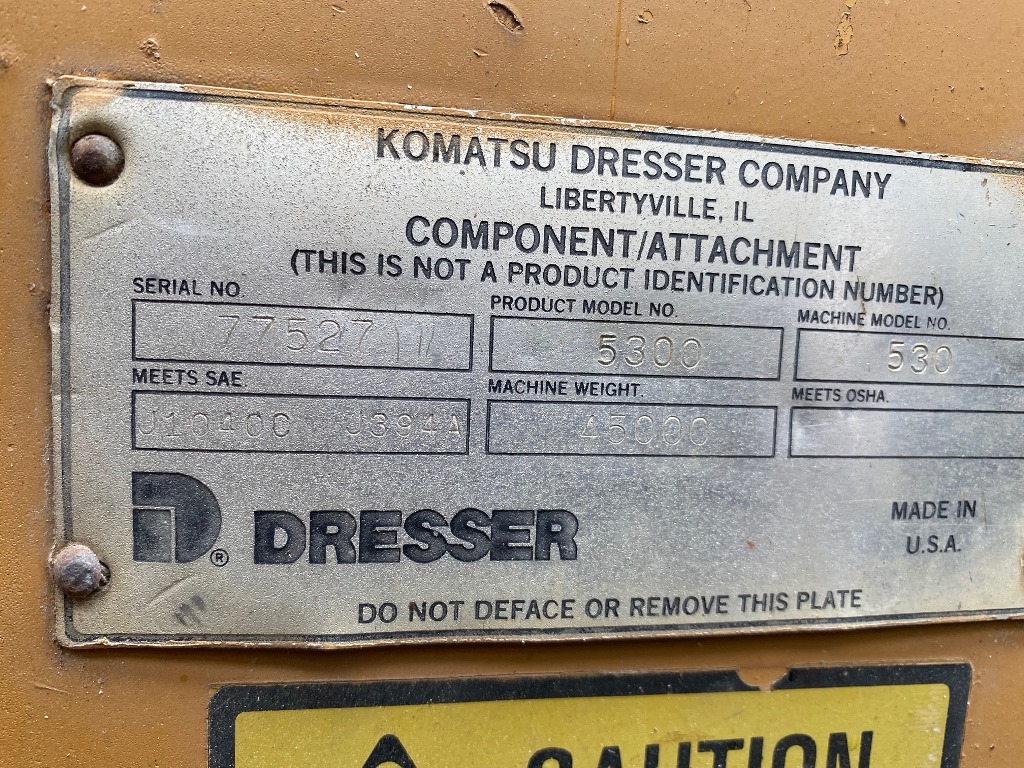 KOMATSU DRESSER COMPANY
LIBERTYVILLE, IL
COMPONENT/ATTACHMENT
(THIS IS NOT A PRODUCT IDENTIFICATION NUMBER)
SERIAL NO PRODUCT MODEL NO. MACHINE MODEL NO.
5300 530
MEETS SAE. MACHINE WEIGHT. MEETS OSHA.
J1040C J394A 45000
D® DRESSER
MADE IN
U.S.A.
DO NOT DEFACE OR REMOVE THIS PLATE
CAUTION